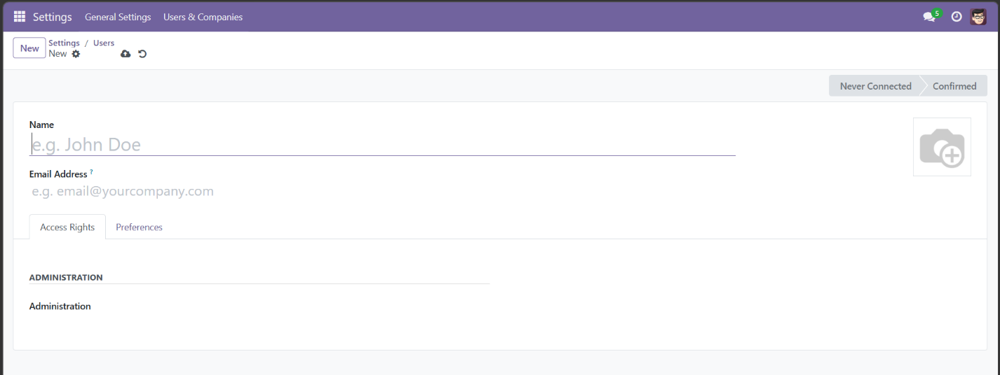 Settings General Settings Users & Companies 5
New Settings / Users
New
Never Connected Confirmed
Name
e.g. John Doe
Email Address ?
e.g. email@yourcompany.com
Access Rights Preferences
ADMINISTRATION
Administration